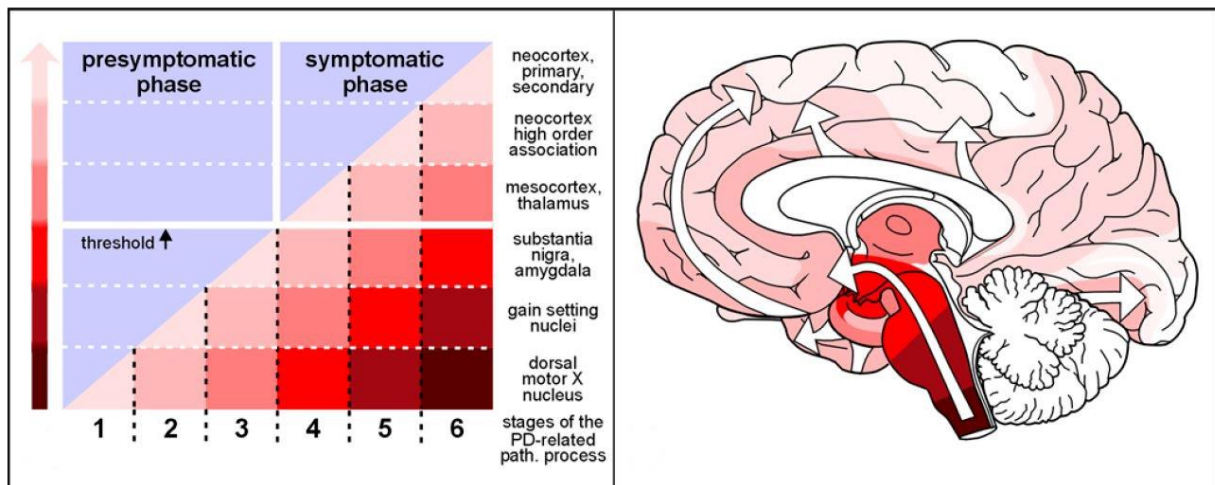 presymptomatic
phase
symptomatic
phase
neocortex,
primary,
secondary
neocortex
high order
association
mesocortex,
thalamus
threshold
substantia
nigra,
amygdala
gain setting
nuclei
dorsal
motor X
nucleus
1 2 3 4 5 6
stages of the
PD-related
path. process